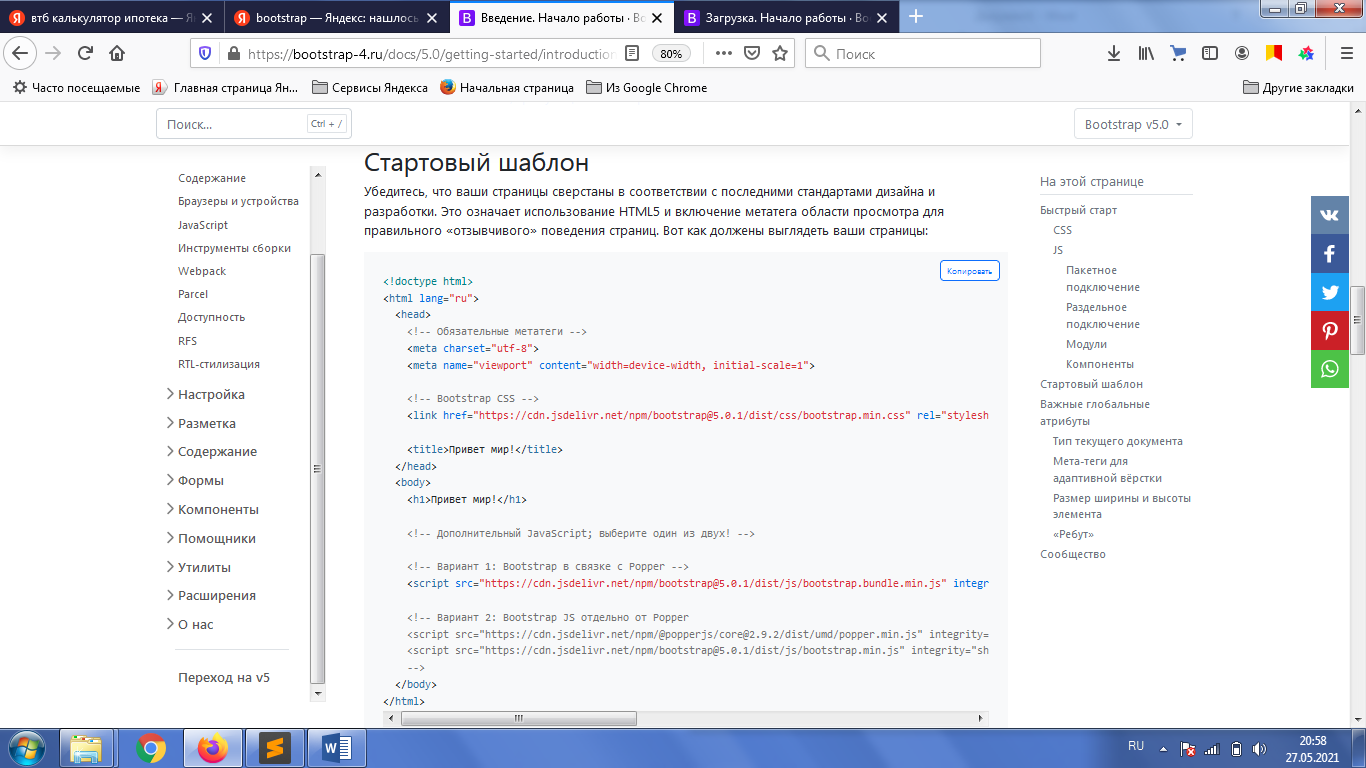 втб калькулятор ипотека — Я
bootstrap — Яндекс: нашлось
Введение. Начало работы · Bo
Загрузка. Начало работы · Bo
https://bootstrap-4.ru/docs/5.0/getting-started/introduction
80%
Поиск
Часто посещаемые
Главная страница Ян...
Сервисы Яндекса
Начальная страница
Из Google Chrome
Другие закладки
Поиск...
Ctrl + /
Bootstrap v5.0
Содержание
Браузеры и устройства
JavaScript
Инструменты сборки
Webpack
Parcel
Доступность
RFS
RTL-стилизация
Настройка
Разметка
Содержание
Формы
Компоненты
Помощники
Утилиты
Расширения
О нас
Переход на v5
Стартовый шаблон
Убедитесь, что ваши страницы сверстаны в соответствии с последними стандартами дизайна и
разработки. Это означает использование HTML5 и включение метатега области просмотра для
правильного «отзывчивого» поведения страниц. Вот как должены выглядеть ваши страницы:
Копировать
<!doctype html>
<html lang="ru">
<head>
<!-- Обязательные метатеги -->
<meta charset="utf-8">
<meta name="viewport" content="width=device-width, initial-scale=1">
<!-- Bootstrap CSS -->
<link href="https://cdn.jsdelivr.net/npm/bootstrap@5.0.1/dist/css/bootstrap.min.css" rel="stylesh
<title>Привет мир!</title>
</head>
<body>
<h1>Привет мир!</h1>
<!-- Дополнительный JavaScript; выберите один из двух! -->
<!-- Вариант 1: Bootstrap в связке с Popper -->
<script src="https://cdn.jsdelivr.net/npm/bootstrap@5.0.1/dist/js/bootstrap.bundle.min.js" integr
<!-- Вариант 2: Bootstrap JS отдельно от Popper
<script src="https://cdn.jsdelivr.net/npm/@popperjs/core@2.9.2/dist/umd/popper.min.js" integrity=
<script src="https://cdn.jsdelivr.net/npm/bootstrap@5.0.1/dist/js/bootstrap.min.js" integrity="sh
-->
</body>
</html>
На этой странице
Быстрый старт
CSS
JS
Пакетное
подключение
Раздельное
подключение
Модули
Компоненты
Стартовый шаблон
Важные глобальные
атрибуты
Тип текущего документа
Мета-теги для
адаптивной вёрстки
Размер ширины и высоты
элемента
«Ребут»
Сообщество
RU
20:58
27.05.2021